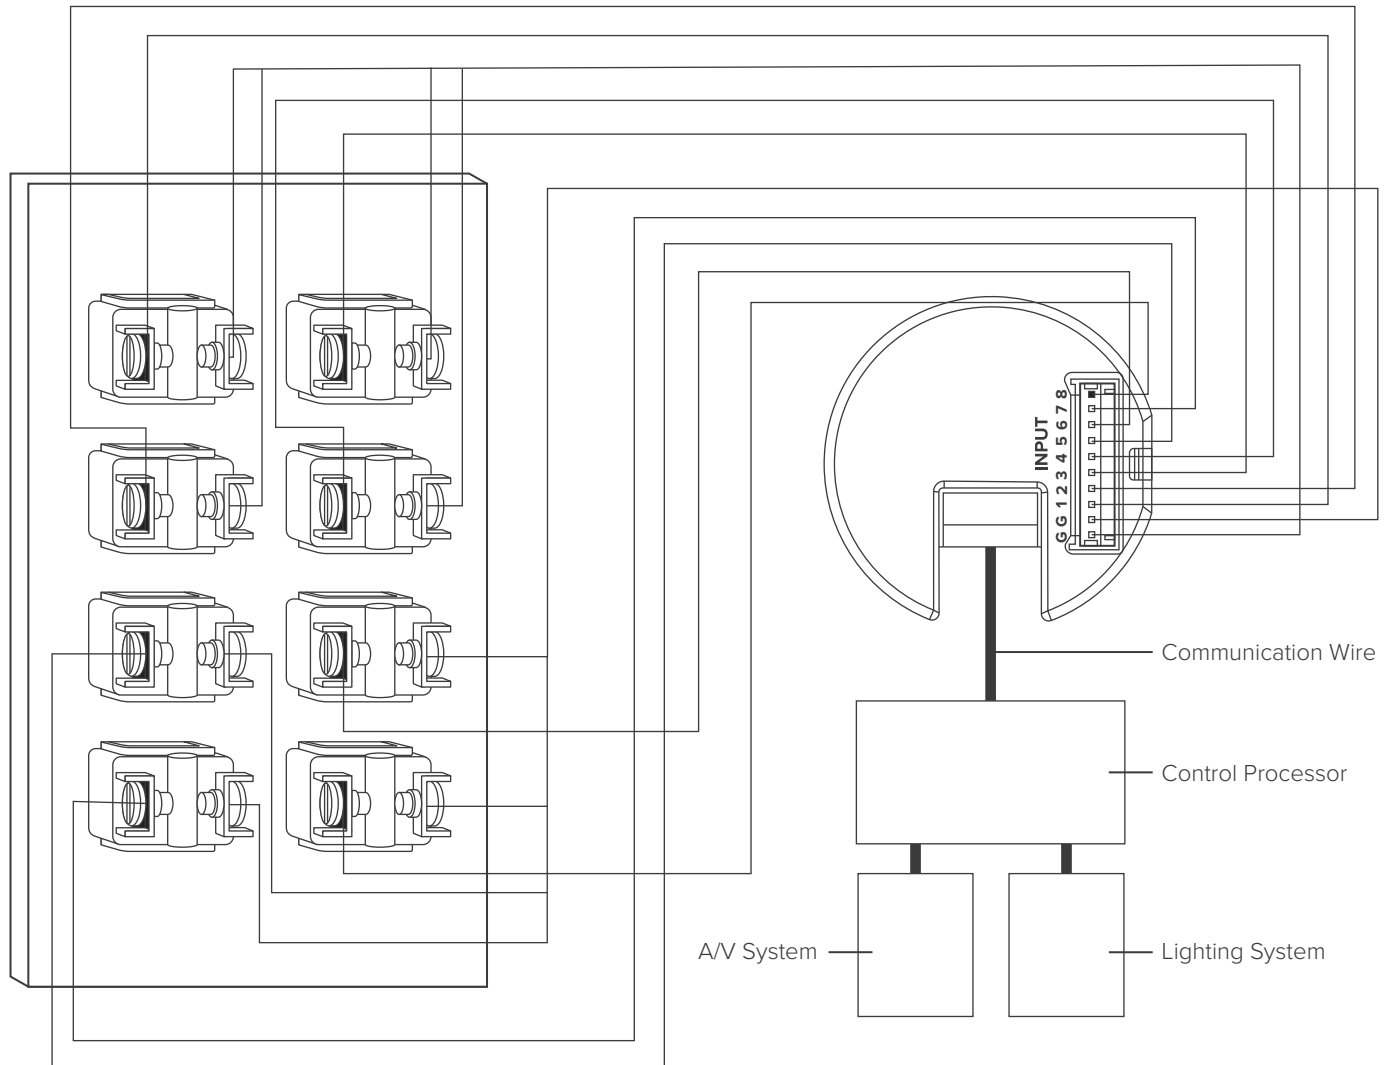 INPUT
G G 1 2 3 4 5 6 7 8
Communication Wire
Control Processor
A/V System
Lighting System